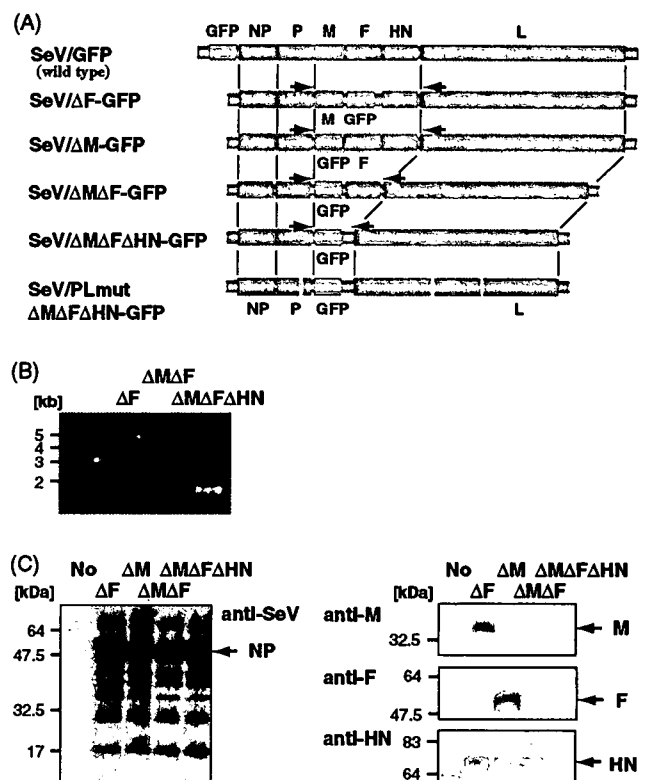 (A)
GFP NP P M F HN L
SeV/GFP
(wild type)
SeV/ΔF-GFP
M GFP
SeV/ΔM-GFP
GFP F
SeV/ΔMΔF-GFP
GFP
SeV/ΔMΔFΔHN-GFP
GFP
SeV/PLmut
ΔMΔFΔHN-GFP
NP P GFP L
(B)
ΔMΔF
[kb] ΔF ΔMΔFΔHN
5
4
3
2
(C)
No ΔM ΔMΔFΔHN
[kDa] ΔF ΔMΔF
anti-SeV
64
47.5
NP
32.5
17
No ΔM ΔMΔFΔHN
[kDa] ΔF ΔMΔF
anti-M
32.5
M
anti-F
64
F
47.5
anti-HN
83
HN
64